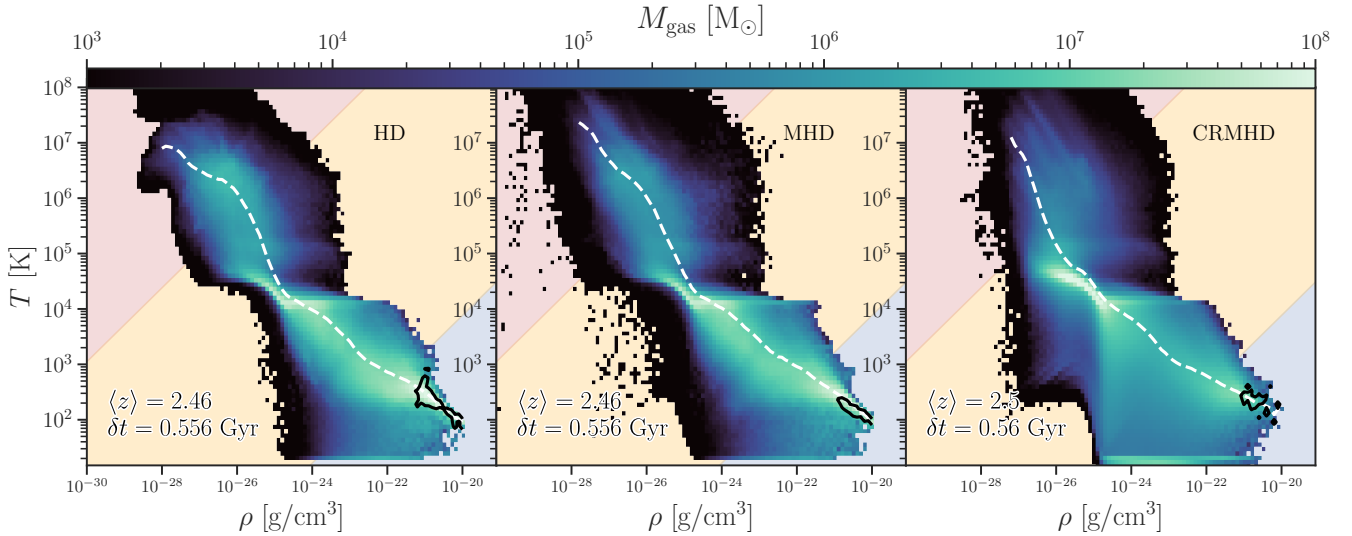 M_gas [M_⊙]
10^3 10^4 10^5 10^6 10^7 10^8
HD
MHD
CRMHD
T [K]
10^8
10^7
10^6
10^5
10^4
10^3
10^2
10^7
10^6
10^5
10^4
10^3
10^2
10^7
10^6
10^5
10^4
10^3
10^2
⟨z⟩ = 2.46
δt = 0.556 Gyr
⟨z⟩ = 2.46
δt = 0.556 Gyr
⟨z⟩ = 2.5
δt = 0.56 Gyr
10^−30 10^−28 10^−26 10^−24 10^−22 10^−20
10^−28 10^−26 10^−24 10^−22 10^−20
10^−28 10^−26 10^−24 10^−22 10^−20
ρ [g/cm^3]
ρ [g/cm^3]
ρ [g/cm^3]